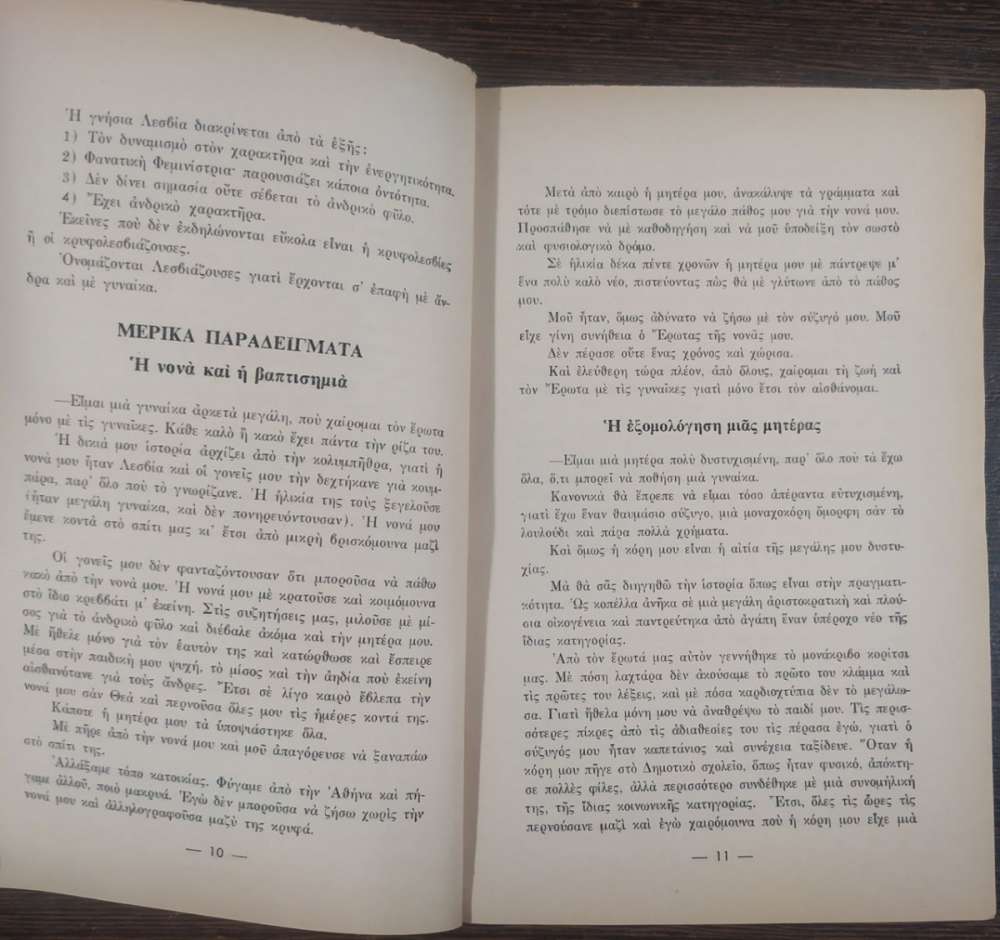 Ἡ γνήσια Λεσβία διακρίνεται ἀπὸ τὰ ἑξῆς:
1) Τὸν δυναμισμὸ στὸν χαρακτῆρα καὶ τὴν ἐνεργητικότητα.
2) Φανατικὴ Φεμινίστρια· παρουσιάζει κάποια ὀντότητα.
3) Δὲν δίνει σημασία οὔτε σέβεται τὸ ἀνδρικὸ φῦλο.
4) Ἔχει ἀνδρικὸ χαρακτῆρα.
Ἐκεῖνες ποὺ δὲν ἐκδηλώνονται εὔκολα εἶναι ἡ κρυφολεσβίες
ἢ οἱ κρυφολεσβιάζουσες.
Ὀνομάζονται Λεσβιάζουσες γιατὶ ἔρχονται σ' ἐπαφὴ μὲ ἄν-
δρα καὶ μὲ γυναίκα.
ΜΕΡΙΚΑ ΠΑΡΑΔΕΙΓΜΑΤΑ
Ἡ νονὰ καὶ ἡ βαπτισημιὰ
—Εἶμαι μιὰ γυναίκα ἀρκετὰ μεγάλη, ποὺ χαίρομαι τὸν ἔρωτα
μόνο μὲ τὶς γυναίκες. Κάθε καλὸ ἢ κακὸ ἔχει πάντα τὴν ρίζα του.
Ἡ δικιά μου ἱστορία ἀρχίζει ἀπὸ τὴν κολυμπήθρα, γιατὶ ἡ
νονά μου ἦταν Λεσβία καὶ οἱ γονεῖς μου τὴν δεχτήκανε γιὰ κουμ-
πάρα, παρ' ὅλο ποὺ τὸ γνωρίζανε. Ἡ ἡλικία της τοὺς ξεγελοῦσε
(ἦταν μεγάλη γυναίκα, καὶ δὲν πονηρευόντουσαν). Ἡ νονά μου
ἔμενε κοντὰ στὸ σπίτι μας κι' ἔτσι ἀπὸ μικρὴ βρισκόμουνα μαζὶ
της.
Οἱ γονεῖς μου δὲν φανταζόντουσαν ὅτι μποροῦσα νὰ πάθω
κακὸ ἀπὸ τὴν νονά μου. Ἡ νονά μου μὲ κρατοῦσε καὶ κοιμόμουνα
στὸ ἴδιο κρεββάτι μ' ἐκείνη. Στὶς συζητήσεις μας, μιλοῦσε μὲ μί-
σος γιὰ τὸ ἀνδρικὸ φῦλο καὶ διέβαλε ἀκόμα καὶ τὴν μητέρα μου.
Μὲ ἤθελε μόνο γιὰ τὸν ἑαυτὸν της καὶ κατώρθωσε καὶ ἔσπειρε
μέσα στὴν παιδική μου ψυχή, τὸ μίσος καὶ τὴν ἀηδία ποὺ ἐκείνη
αἰσθανότανε γιὰ τοὺς ἄνδρες. Ἔτσι σὲ λίγο καιρὸ ἔβλεπα τὴν
νονά μου σὰν Θεὰ καὶ περνοῦσα ὅλες μου τὶς ἡμέρες κοντά της.
Κάποτε ἡ μητέρα μου τὰ ὑποψιάστηκε ὅλα.
Μὲ πῆρε ἀπὸ τὴν νονά μου καὶ μοῦ ἀπαγόρευσε νὰ ξαναπάω
στὸ σπίτι της.
Ἀλλάξαμε τόπο κατοικίας. Φύγαμε ἀπὸ τὴν Ἀθήνα καὶ πή-
γαμε ἀλλοῦ, ποιὸ μακρυά. Ἐγὼ δὲν μποροῦσα νὰ ζήσω χωρὶς τὴν
νονά μου καὶ ἀλληλογραφοῦσα μαζὺ της κρυφά.
— 10 —
Μετὰ ἀπὸ καιρὸ ἡ μητέρα μου, ἀνακάλυψε τὰ γράμματα καὶ
τότε μὲ τρόμο διεπίστωσε τὸ μεγάλο πάθος μου γιὰ τὴν νονά μου.
Προσπάθησε νὰ μὲ καθοδηγήση καὶ νὰ μοῦ ὑποδείξη τὸν σωστὸ
καὶ φυσιολογικὸ δρόμο.
Σὲ ἡλικία δέκα πέντε χρονῶν ἡ μητέρα μου μὲ πάντρεψε μ'
ἕνα πολὺ καλὸ νέο, πιστεύοντας πὼς θὰ μὲ γλύτωνε ἀπὸ τὸ πάθος
μου.
Μοῦ ἦταν, ὅμως ἀδύνατο νὰ ζήσω μὲ τὸν σύζυγό μου. Μοῦ
εἶχε γίνη συνήθεια ὁ Ἔρωτας τῆς νονᾶς μου.
Δὲν πέρασε οὔτε ἕνας χρόνος καὶ χώρισα.
Καὶ ἐλεύθερη τώρα πλέον, ἀπὸ ὅλους, χαίρομαι τὴ ζωὴ καὶ
τὸν Ἔρωτα μὲ τὶς γυναῖκες γιατὶ μόνο ἔτσι τὸν αἰσθάνομαι.
Ἡ ἐξομολόγηση μιᾶς μητέρας
—Εἶμαι μιὰ μητέρα πολὺ δυστυχισμένη, παρ' ὅλο ποὺ τὰ ἔχω
ὅλα, ὅ,τι μπορεῖ νὰ ποθήση μιὰ γυναίκα.
Κανονικὰ θὰ ἔπρεπε νὰ εἶμαι τόσο ἀπέραντα εὐτυχισμένη,
γιατὶ ἔχω ἕναν θαυμάσιο σύζυγο, μιὰ μοναχοκόρη ὄμορφη σὰν τὸ
λουλούδι καὶ πάρα πολλὰ χρήματα.
Καὶ ὅμως ἡ κόρη μου εἶναι ἡ αἰτία τῆς μεγάλης μου δυστυ-
χίας.
Μὰ θὰ σᾶς διηγηθῶ τὴν ἱστορία ὅπως εἶναι στὴν πραγματι-
κότητα. Ὡς κοπέλλα ἀνῆκα σὲ μιὰ μεγάλη ἀριστοκρατικὴ καὶ πλού-
σια οἰκογένεια καὶ παντρεύτηκα ἀπὸ ἀγάπη ἕναν ὑπέροχο νέο τῆς
ἴδιας κατηγορίας.
Ἀπὸ τὸν ἔρωτά μας αὐτὸν γεννήθηκε τὸ μονάκριβο κορίτσι
μας. Μὲ πόση λαχτάρα δὲν ἀκούσαμε τὸ πρῶτο του κλάμμα καὶ
τὶς πρῶτες του λέξεις, καὶ μὲ πόσα καρδιοχτύπια δὲν τὸ μεγάλω-
σα. Γιατὶ ἤθελα μόνη μου νὰ ἀναθρέψω τὸ παιδί μου. Τὶς περισ-
σότερες πίκρες ἀπὸ τὶς ἀδιαθεσίες του τὶς πέρασα ἐγώ, γιατὶ ὁ
σύζυγός μου ἦταν καπετάνιος καὶ συνέχεια ταξίδευε. Ὅταν ἡ
κόρη μου πῆγε στὸ Δημοτικὸ σχολεῖο, ὅπως ἦταν φυσικό, ἀπόκτη-
σε πολλὲς φίλες, ἀλλὰ περισσότερο συνδέθηκε μὲ μιὰ συνομήλική
της, τῆς ἴδιας κοινωνικῆς κατηγορίας. Ἔτσι, ὅλες τὶς ὧρες τὶς
περνούσανε μαζὶ καὶ ἐγὼ χαιρόμουνα ποὺ ἡ κόρη μου εἶχε μιὰ
— 11 —